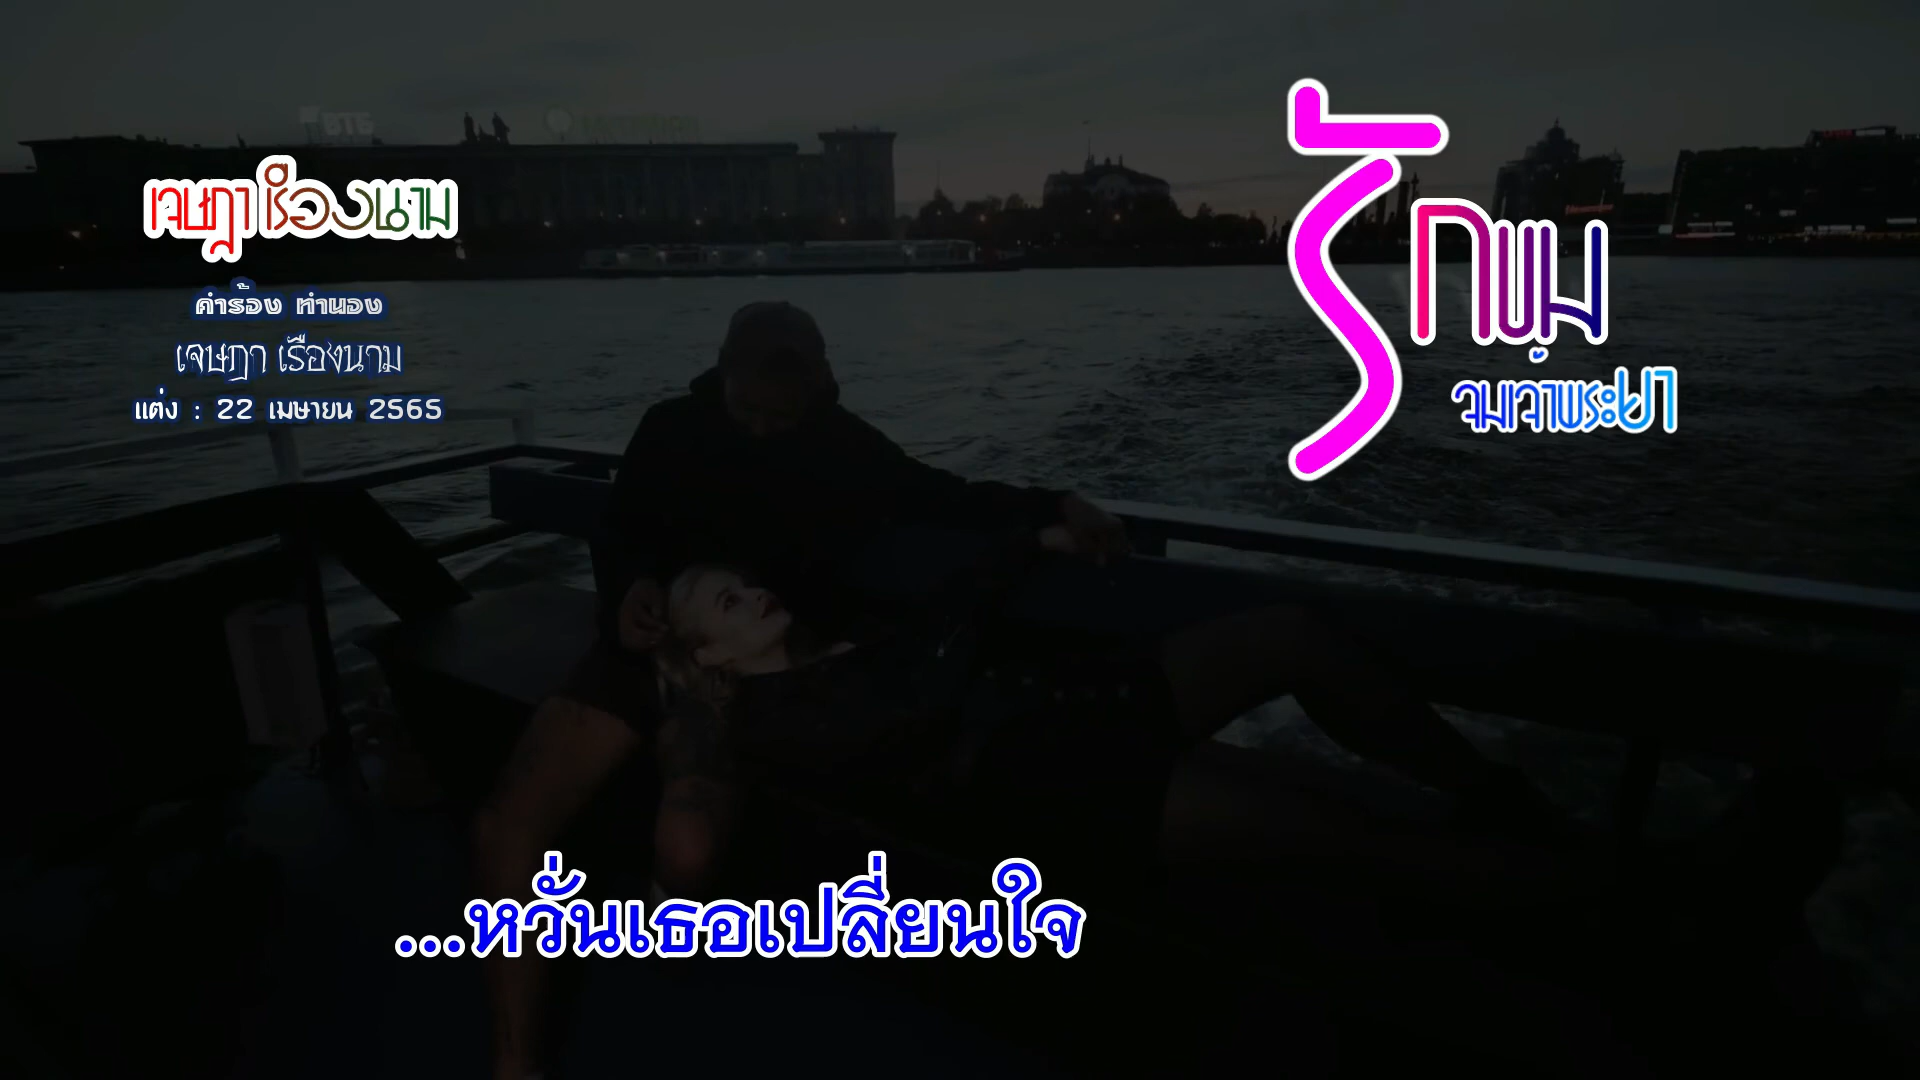 เจษฎา เรืองนาม
คำร้อง ทำนอง
เจษฎา เรืองนาม
แต่ง : 22 เมษายน 2565
รักขม
จมเจ้าพระยา
...หวั่นเธอเปลี่ยนใจ